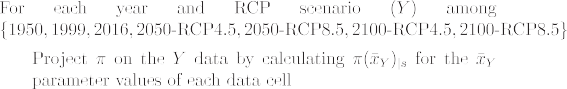 For each year and RCP scenario (Y) among
{1950, 1999, 2016, 2050-RCP4.5, 2050-RCP8.5, 2100-RCP4.5, 2100-RCP8.5}
Project π on the Y data by calculating π(x̄_Y)_{|s} for the x̄_Y
parameter values of each data cell